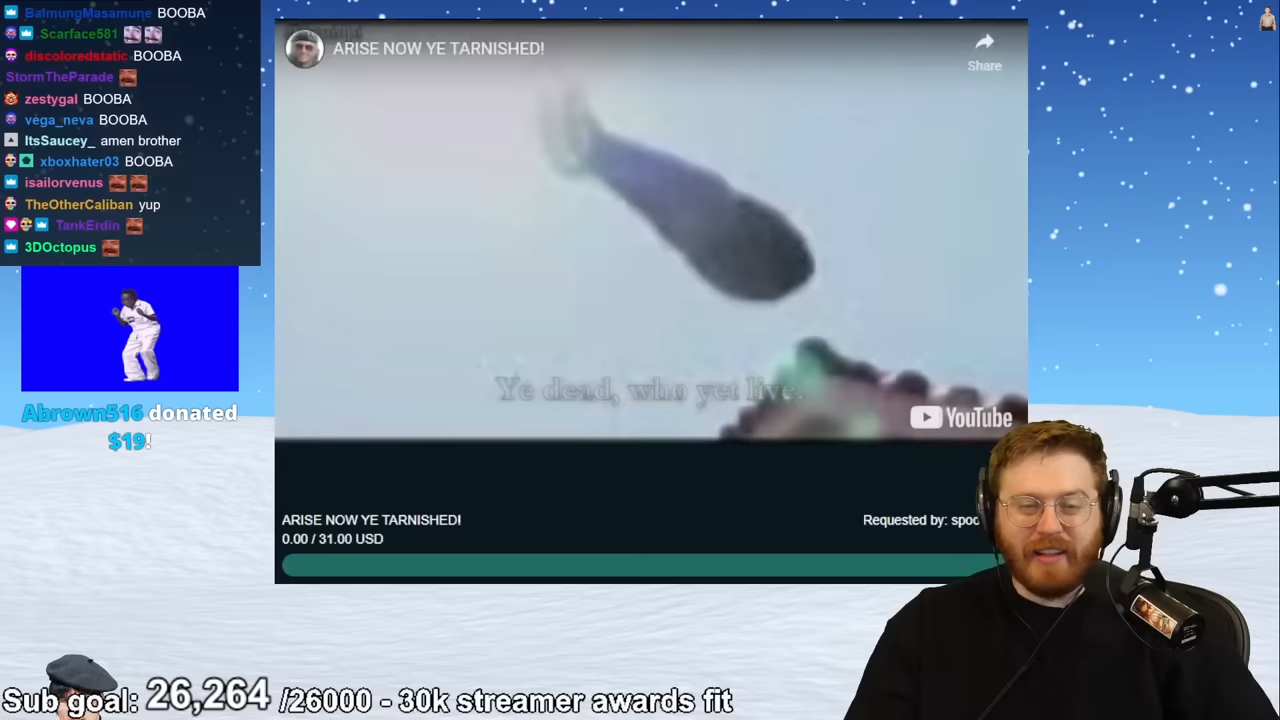 BalmungMasamune BOOBA
Scarface581
discoloredstatic BOOBA
StormTheParade
zestygal BOOBA
vega_neva BOOBA
ItsSaucey_ amen brother
xboxhater03 BOOBA
isailorvenus
TheOtherCaliban yup
TankErdin
3DOctopus
Abrown516 donated
$19!
ARISE NOW YE TARNISHED!
Share
Ye dead, who yet live.
YouTube
ARISE NOW YE TARNISHED!
Requested by: spoo
0.00 / 31.00 USD
Sub goal: 26,264 /26000 - 30k streamer awards fit